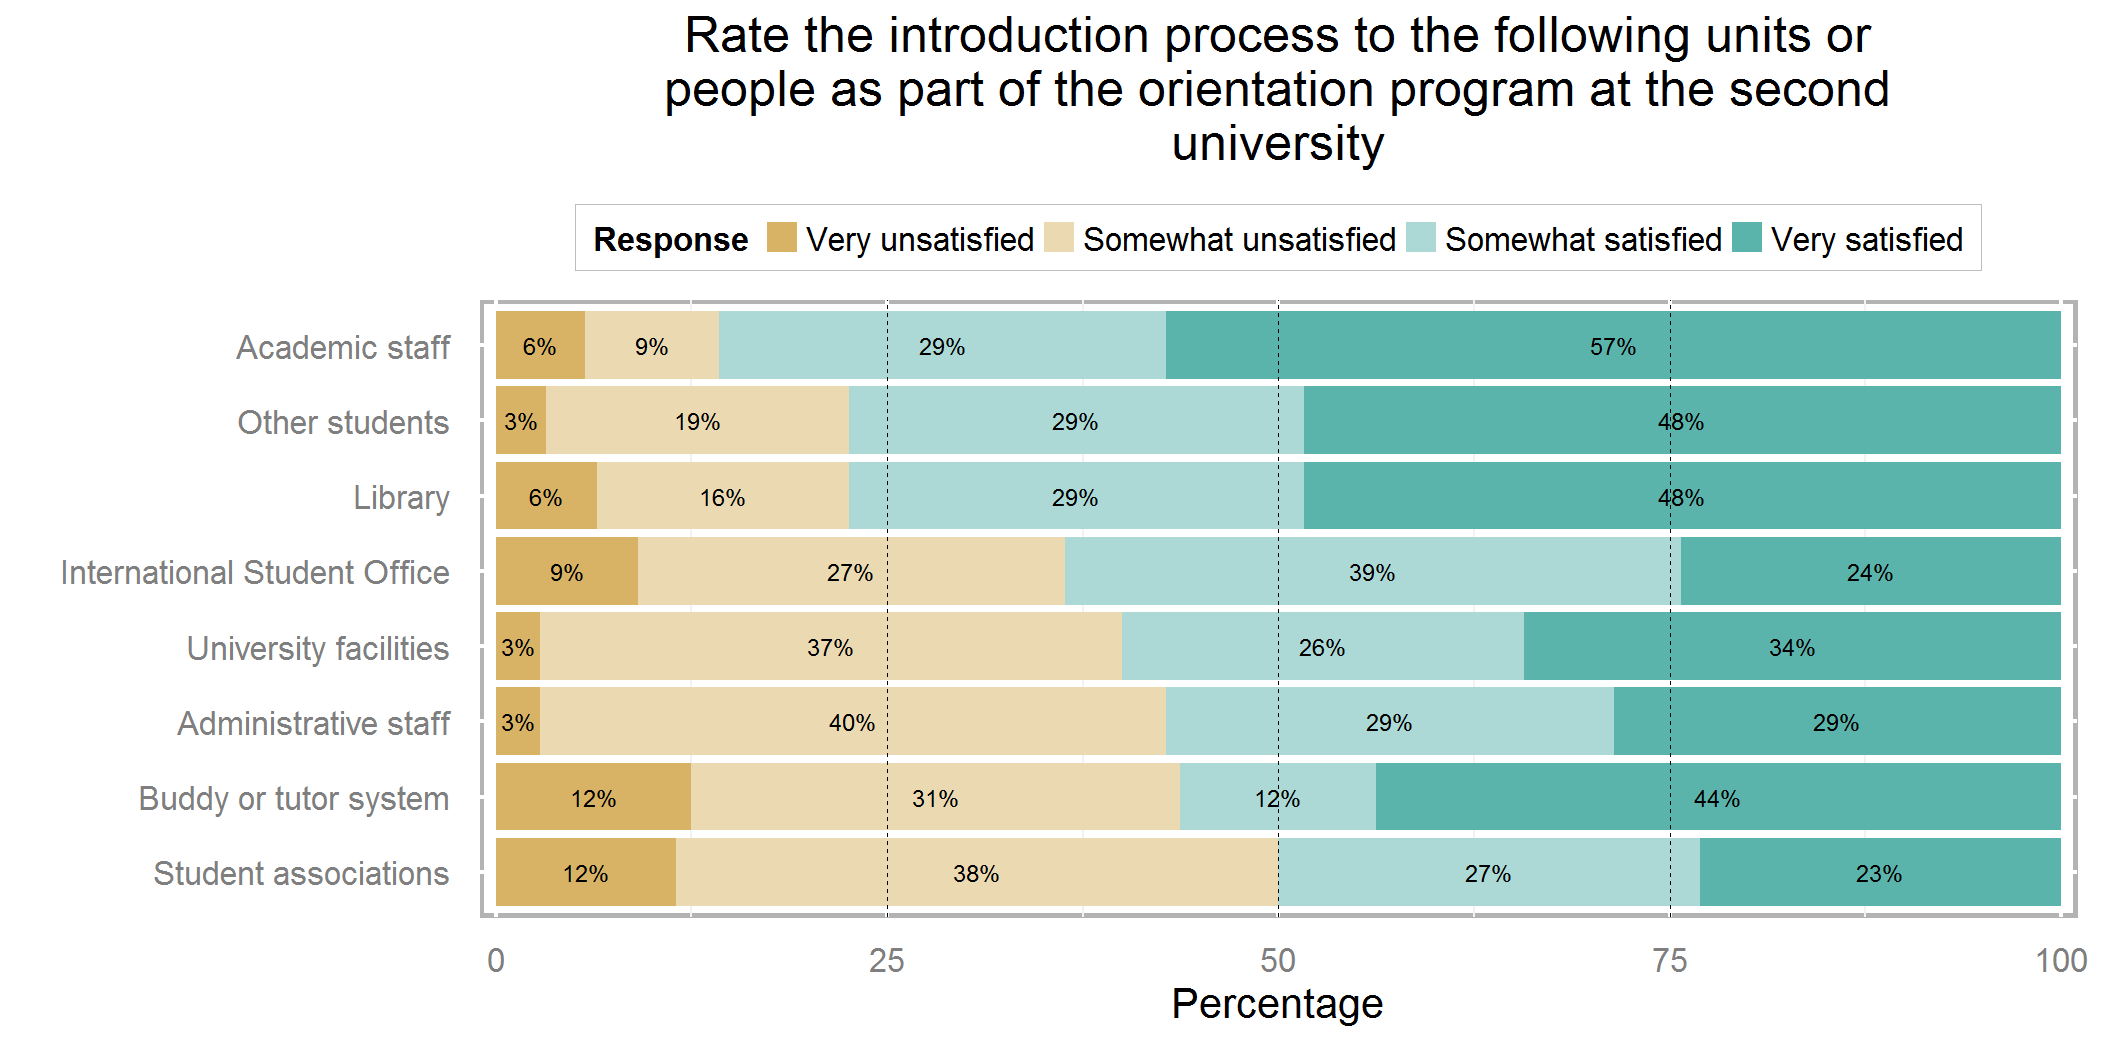 Rate the introduction process to the following units or
people as part of the orientation program at the second
university
Response Very unsatisfied Somewhat unsatisfied Somewhat satisfied Very satisfied
Academic staff 6% 9% 29% 57%
Other students 3% 19% 29% 48%
Library 6% 16% 29% 48%
International Student Office 9% 27% 39% 24%
University facilities 3% 37% 26% 34%
Administrative staff 3% 40% 29% 29%
Buddy or tutor system 12% 31% 12% 44%
Student associations 12% 38% 27% 23%
0 25 50 75 100
Percentage